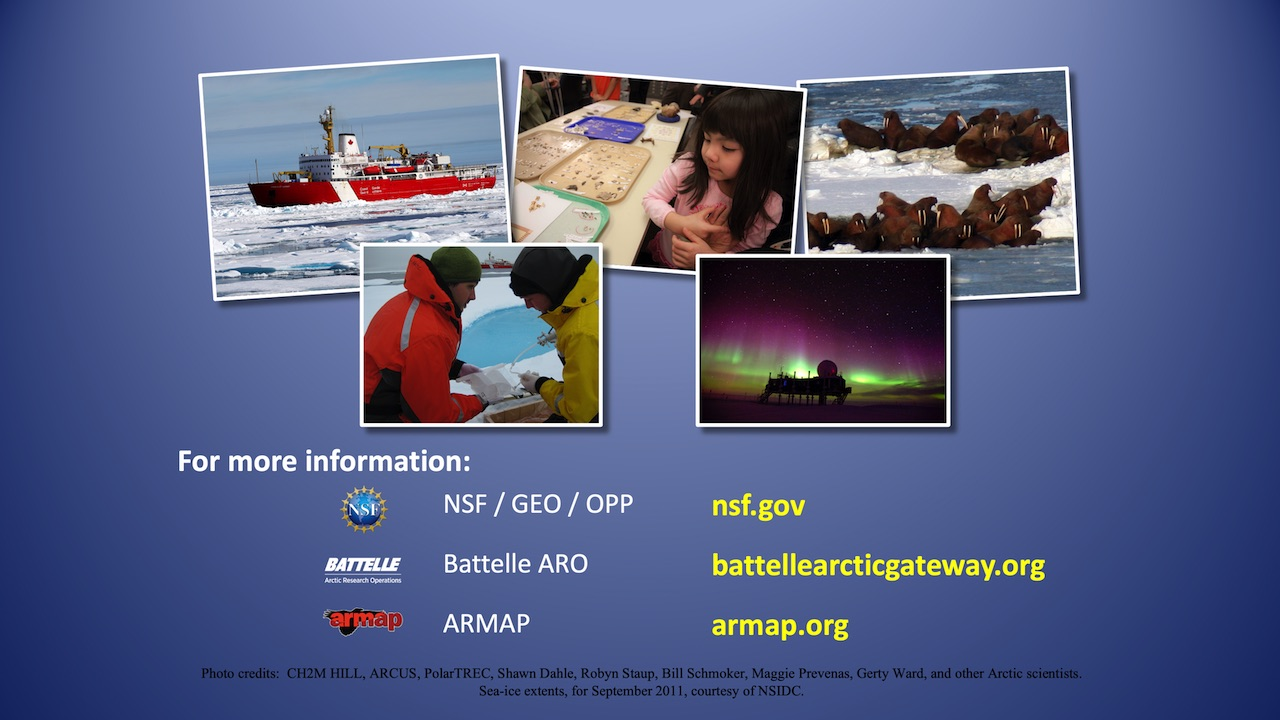 For more information:
NSF
NSF / GEO / OPP
nsf.gov
BATTELLE
Arctic Research Operations
Battelle ARO
battellearcticgateway.org
armap
ARMAP
armap.org
Photo credits: CH2M HILL, ARCUS, PolarTREC, Shawn Dahle, Robyn Staup, Bill Schmoker, Maggie Prevenas, Gerty Ward, and other Arctic scientists.
Sea-ice extents, for September 2011, courtesy of NSIDC.